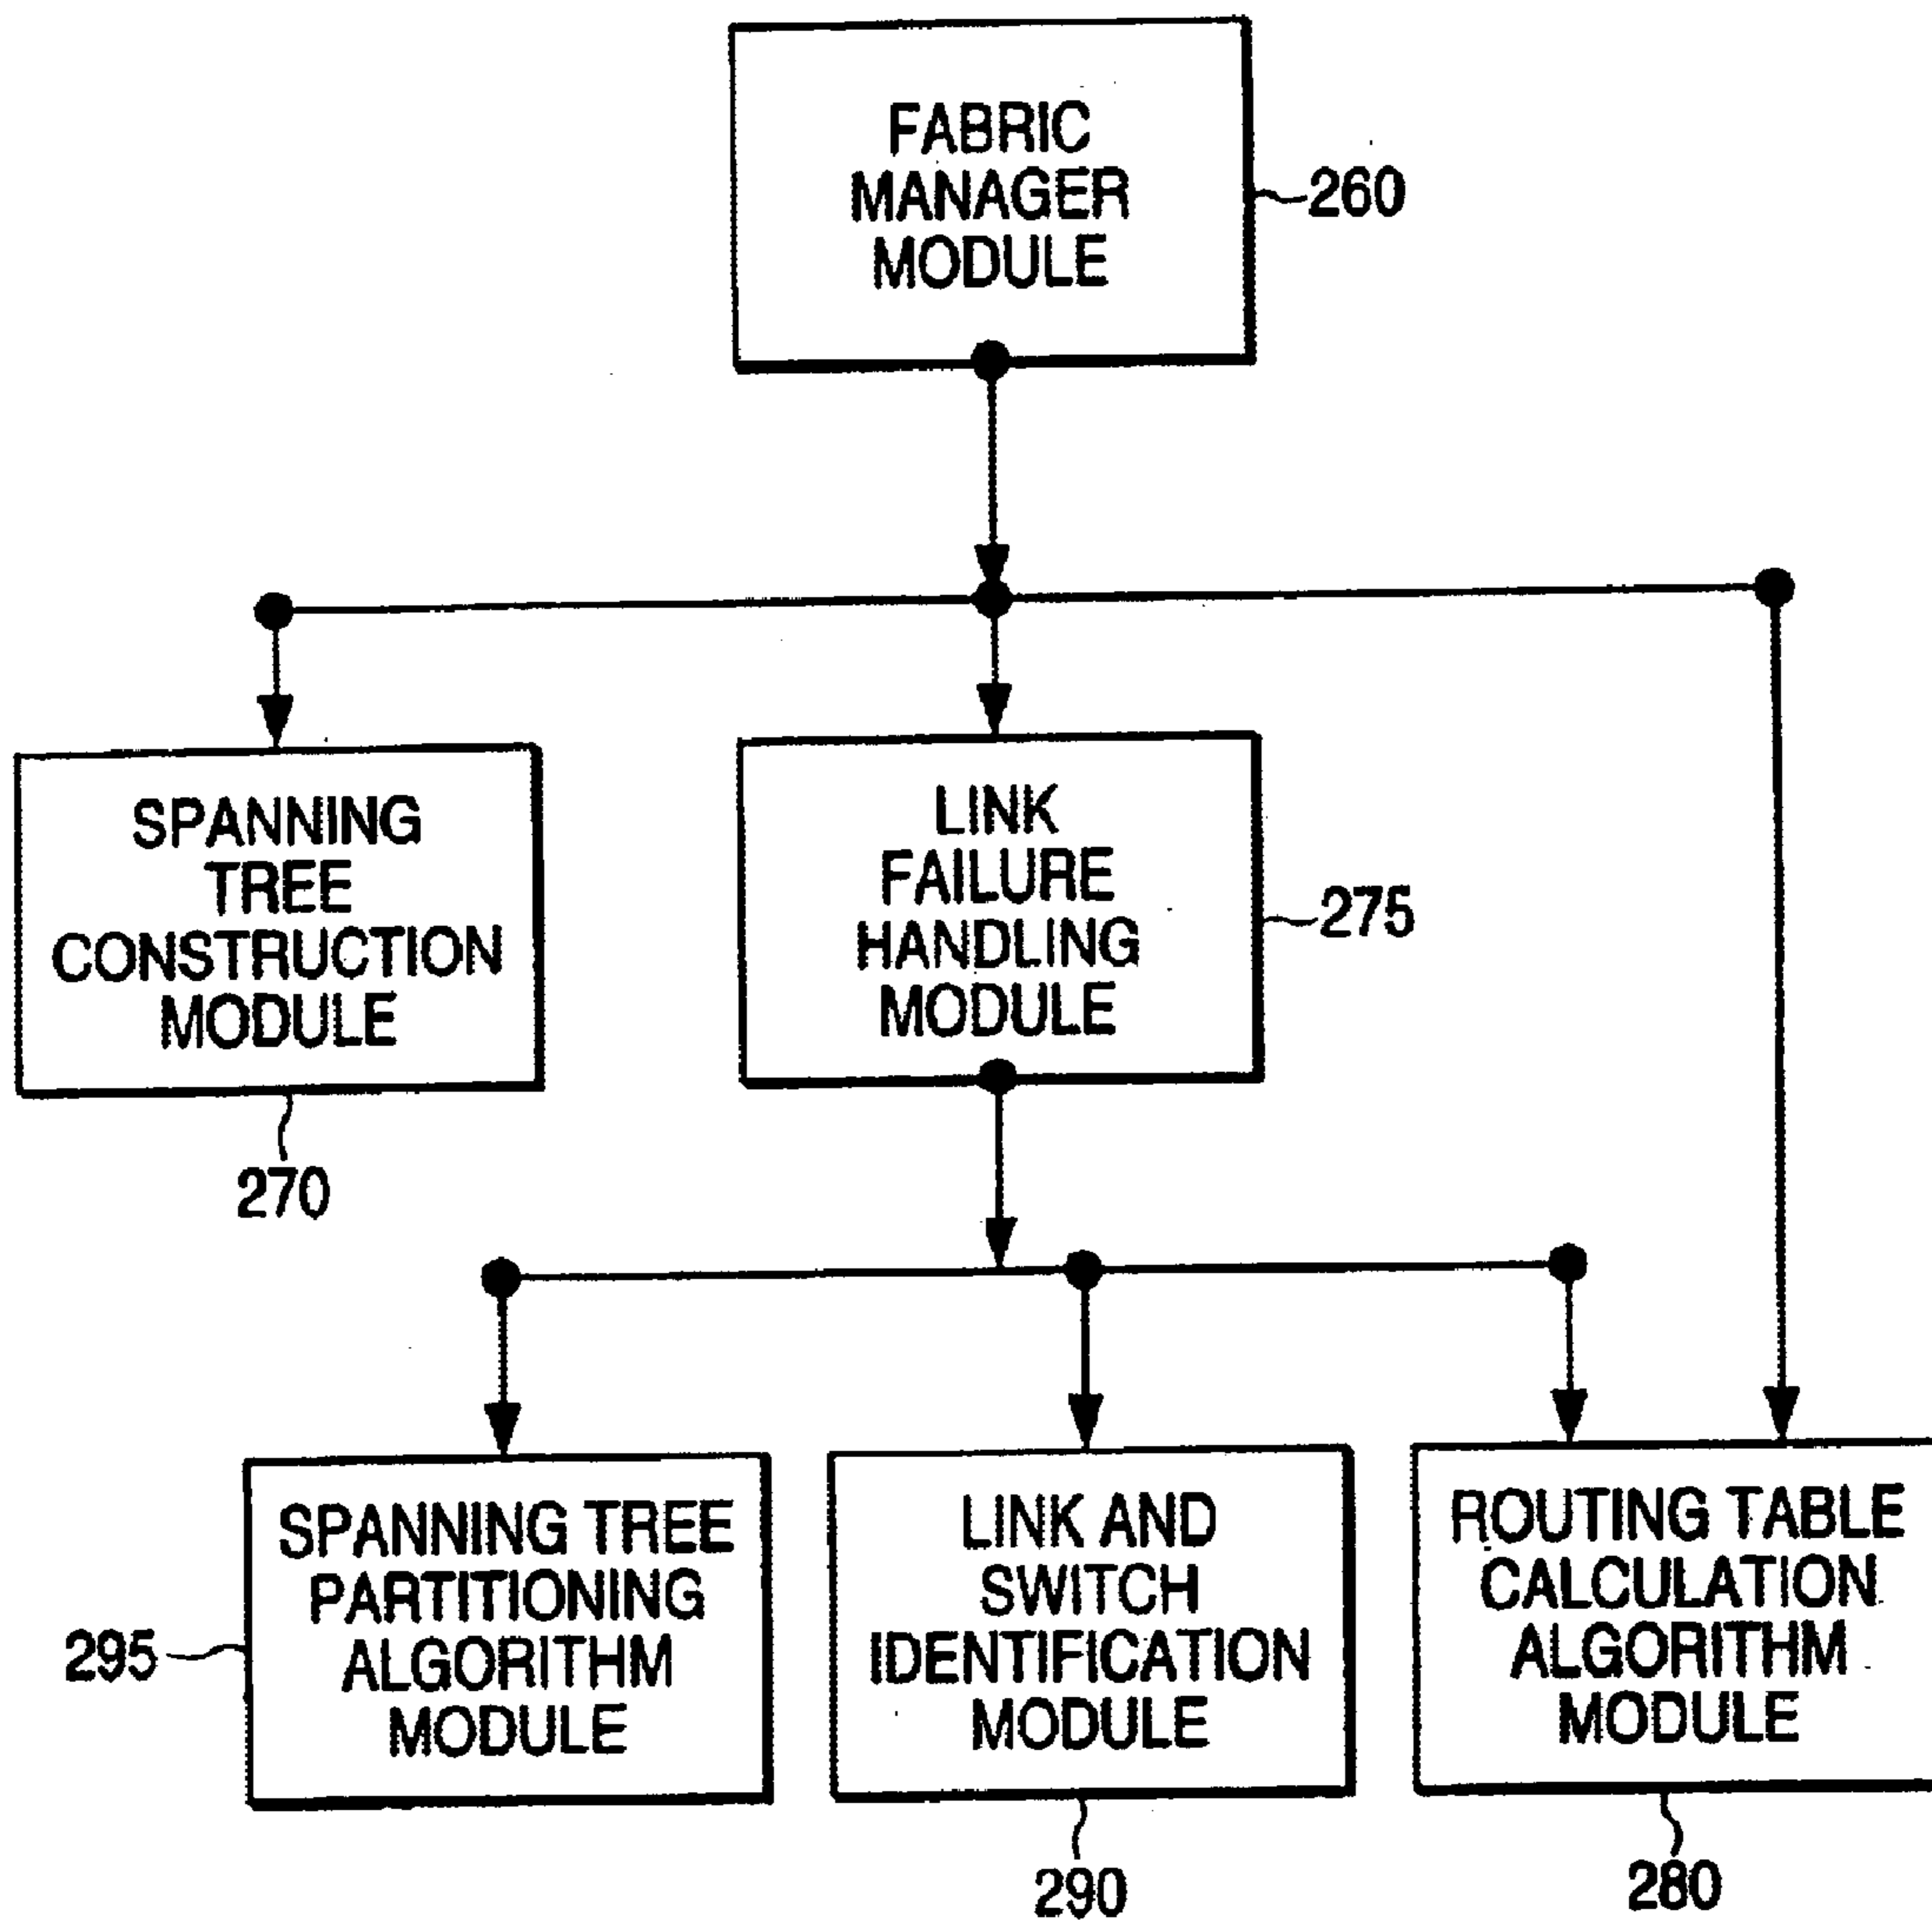 FABRIC
MANAGER
MODULE
260
SPANNING
TREE
CONSTRUCTION
MODULE
270
LINK
FAILURE
HANDLING
MODULE
275
SPANNING TREE
PARTITIONING
ALGORITHM
MODULE
295
LINK AND
SWITCH
IDENTIFICATION
MODULE
290
ROUTING TABLE
CALCULATION
ALGORITHM
MODULE
280